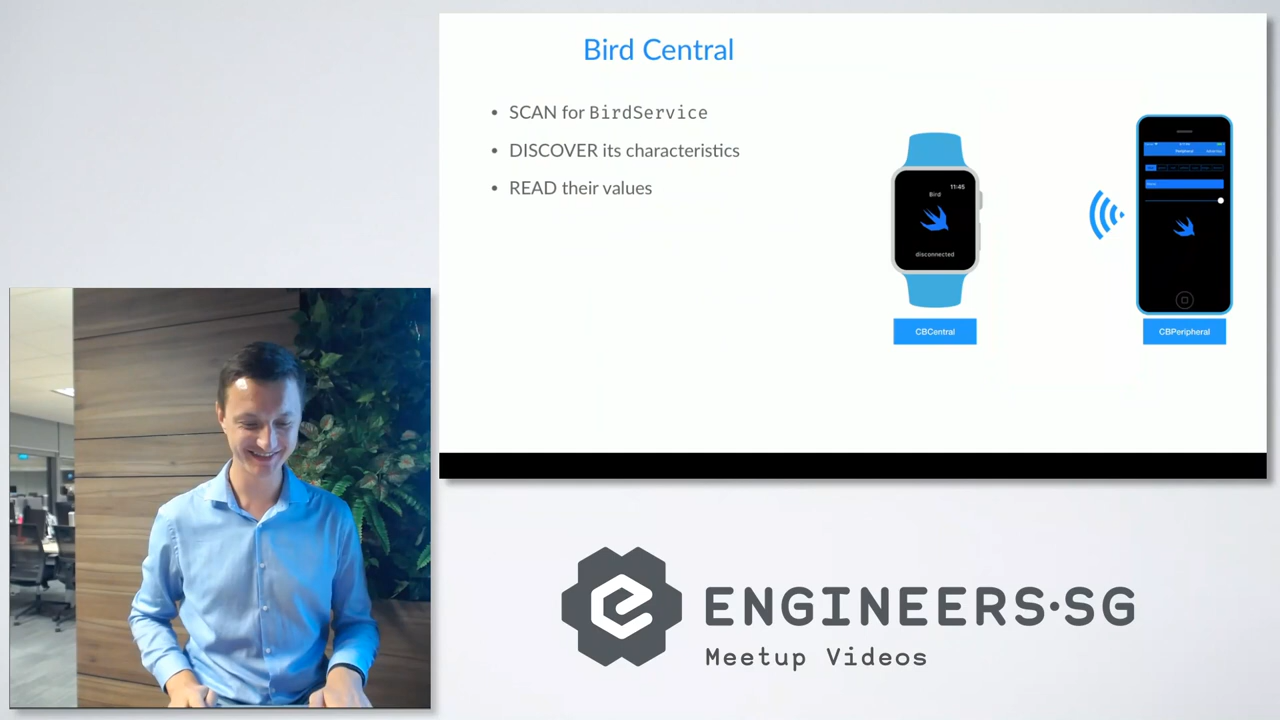 Bird Central
• SCAN for BirdService
• DISCOVER its characteristics
• READ their values
11:45
Bird
disconnected
Peripheral
CBCentral
CBPeripheral
ENGINEERS•SG
Meetup Videos